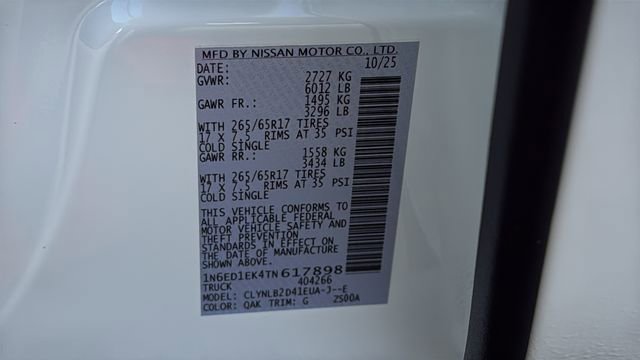 MFD BY NISSAN MOTOR CO., LTD.
DATE: 10/25
GVWR: 2727 KG
6012 LB
GAWR FR.: 1495 KG
3296 LB
WITH 265/65R17 TIRES
17 X 7.5 RIMS AT 35 PSI
COLD SINGLE
GAWR RR.: 1558 KG
3434 LB
WITH 265/65R17 TIRES
17 X 7.5 RIMS AT 35 PSI
COLD SINGLE
THIS VEHICLE CONFORMS TO
ALL APPLICABLE FEDERAL
MOTOR VEHICLE SAFETY AND
THEFT PREVENTION
STANDARDS IN EFFECT ON
THE DATE OF MANUFACTURE
SHOWN ABOVE.
1N6ED1EK4TN617898
TRUCK 404266
MODEL: CLYNLB2D41EUA-J--E
COLOR: QAK TRIM: G ZS00A